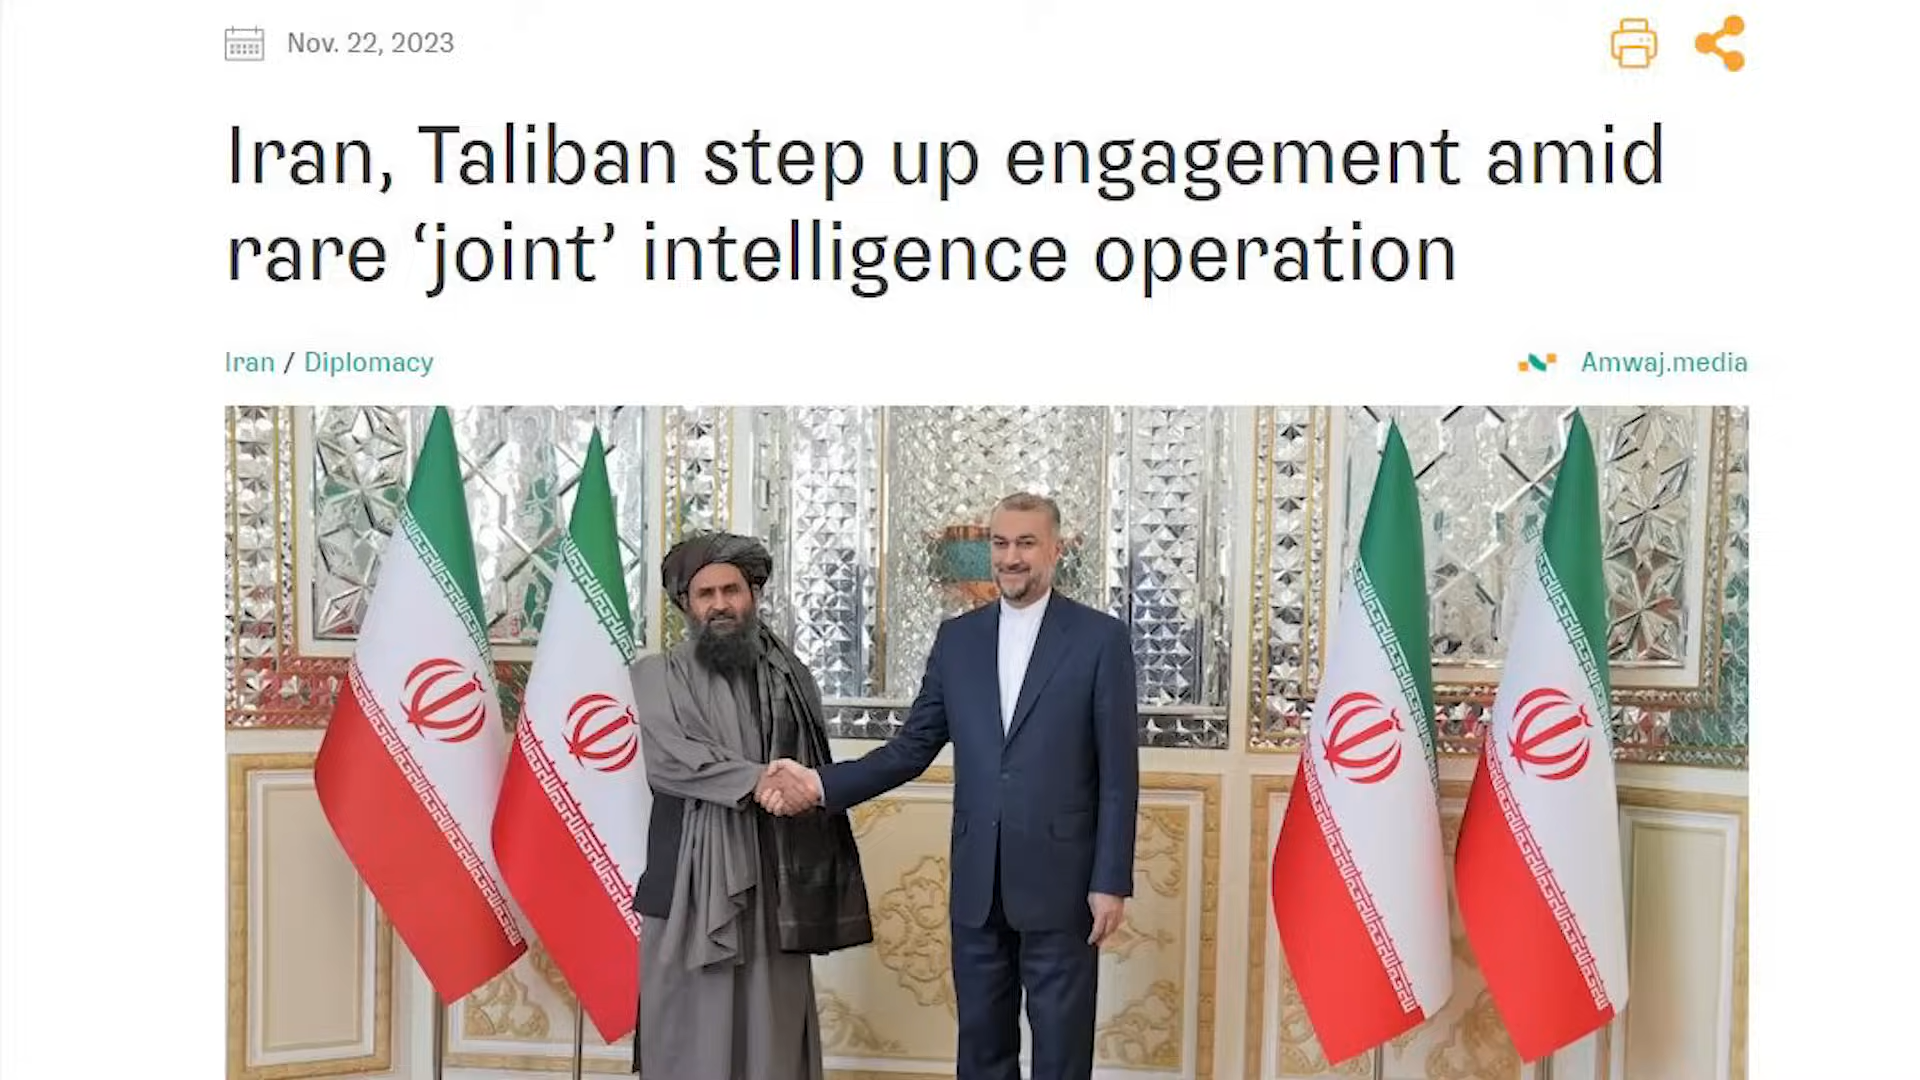 Nov. 22, 2023
Iran, Taliban step up engagement amid
rare ‘joint’ intelligence operation
Iran / Diplomacy
Amwaj.media